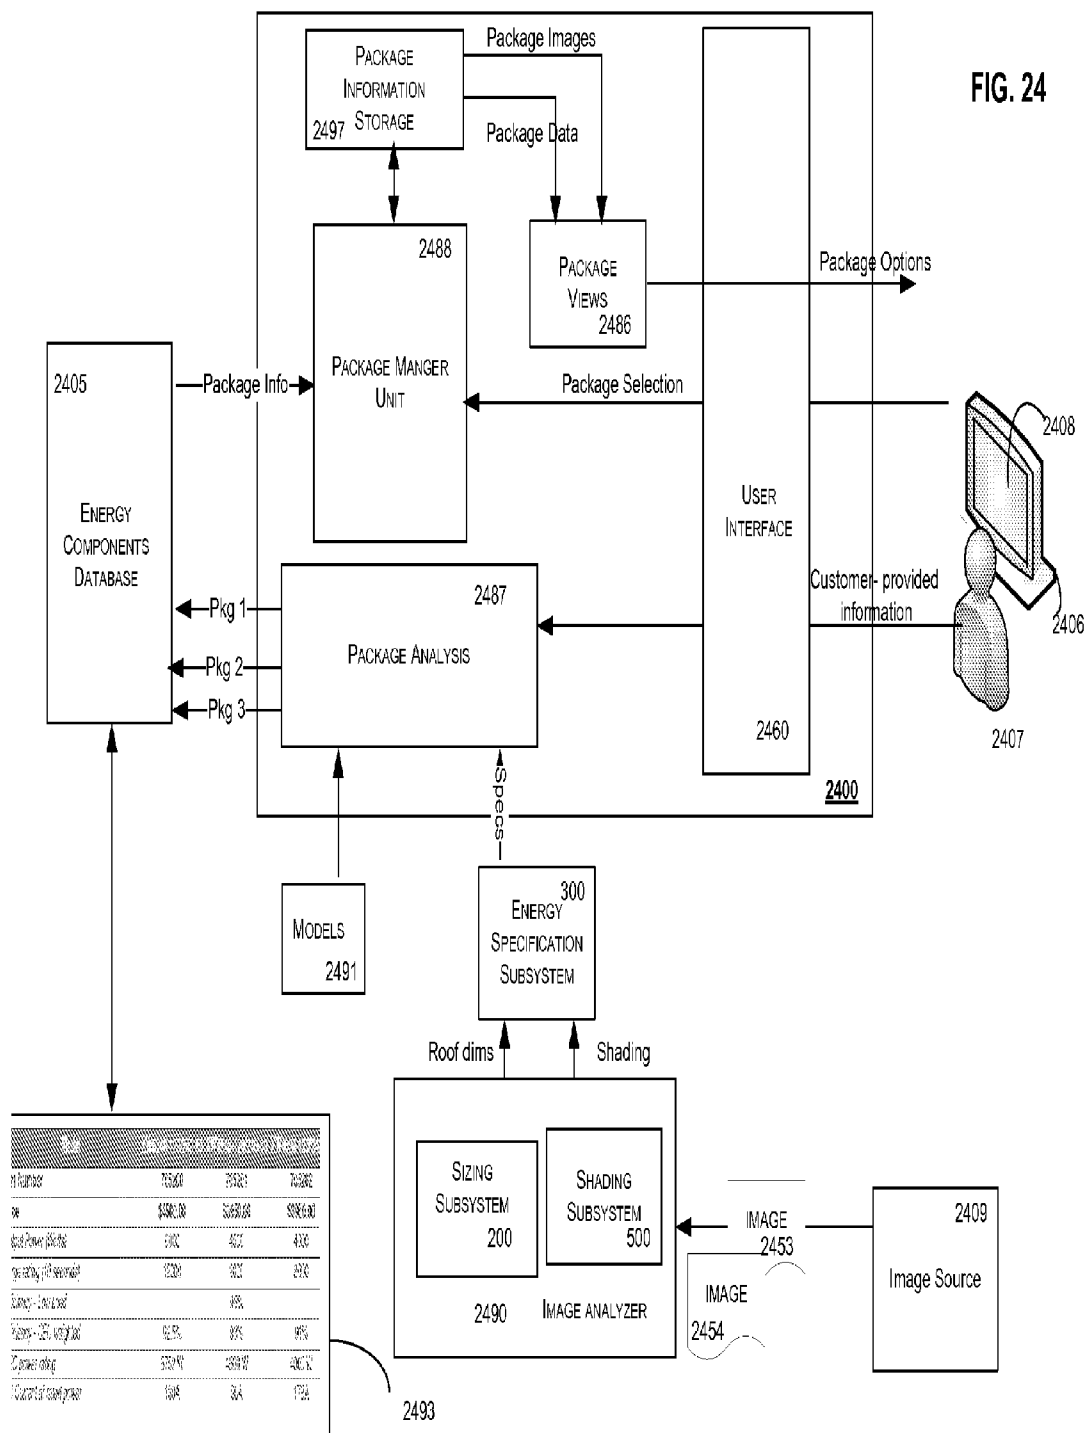 FIG. 24
PACKAGE
INFORMATION
STORAGE
2497
Package Images
Package Data
2488
PACKAGE MANGER
UNIT
PACKAGE
VIEWS
2486
Package Options
2405
ENERGY
COMPONENTS
DATABASE
Package Info
Package Selection
USER
INTERFACE
2460
2408
2406
2407
Customer- provided
information
2487
PACKAGE ANALYSIS
Pkg 1
Pkg 2
Pkg 3
2400
Specs
MODELS
2491
300
ENERGY
SPECIFICATION
SUBSYSTEM
Roof dims
Shading
SIZING
SUBSYSTEM
200
SHADING
SUBSYSTEM
500
2490
IMAGE ANALYZER
IMAGE
2453
IMAGE
2454
2409
Image Source
Number
2493